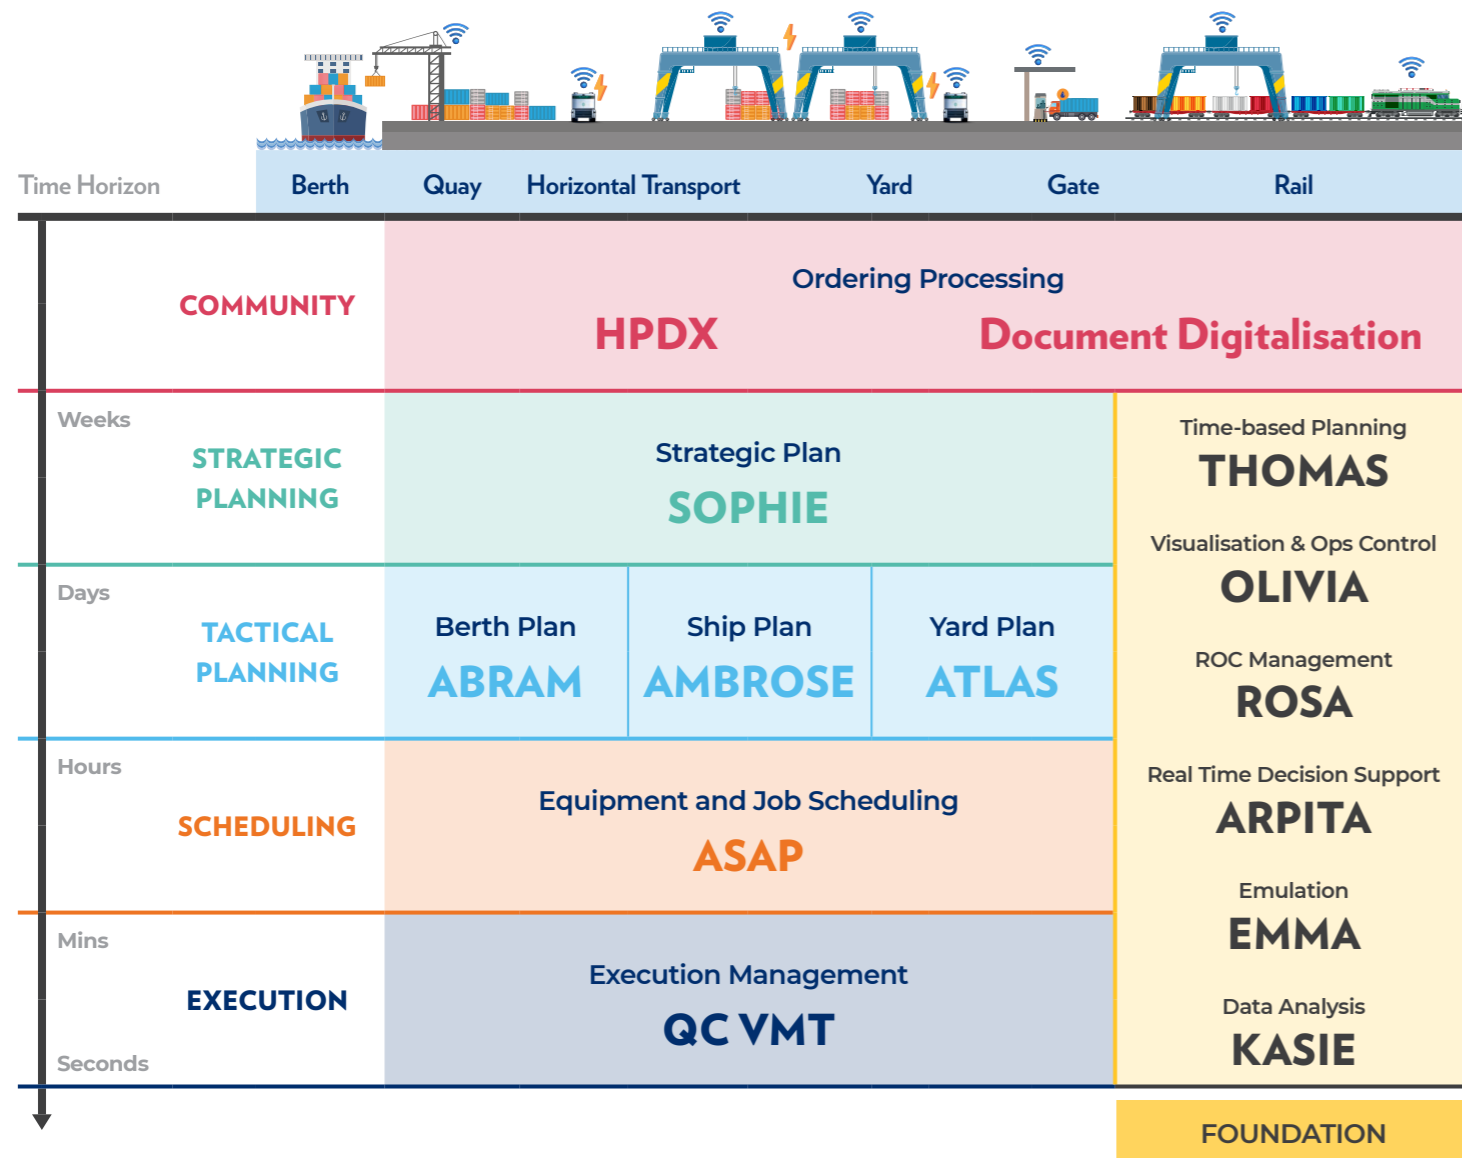 Time Horizon
Berth
Quay
Horizontal Transport
Yard
Gate
Rail
COMMUNITY
Ordering Processing
HPDX
Document Digitalisation
Weeks
STRATEGIC
PLANNING
Strategic Plan
SOPHIE
Days
TACTICAL
PLANNING
Berth Plan
ABRAM
Ship Plan
AMBROSE
Yard Plan
ATLAS
Hours
SCHEDULING
Equipment and Job Scheduling
ASAP
Mins
EXECUTION
Seconds
Execution Management
QC VMT
Time-based Planning
THOMAS
Visualisation & Ops Control
OLIVIA
ROC Management
ROSA
Real Time Decision Support
ARPITA
Emulation
EMMA
Data Analysis
KASIE
FOUNDATION